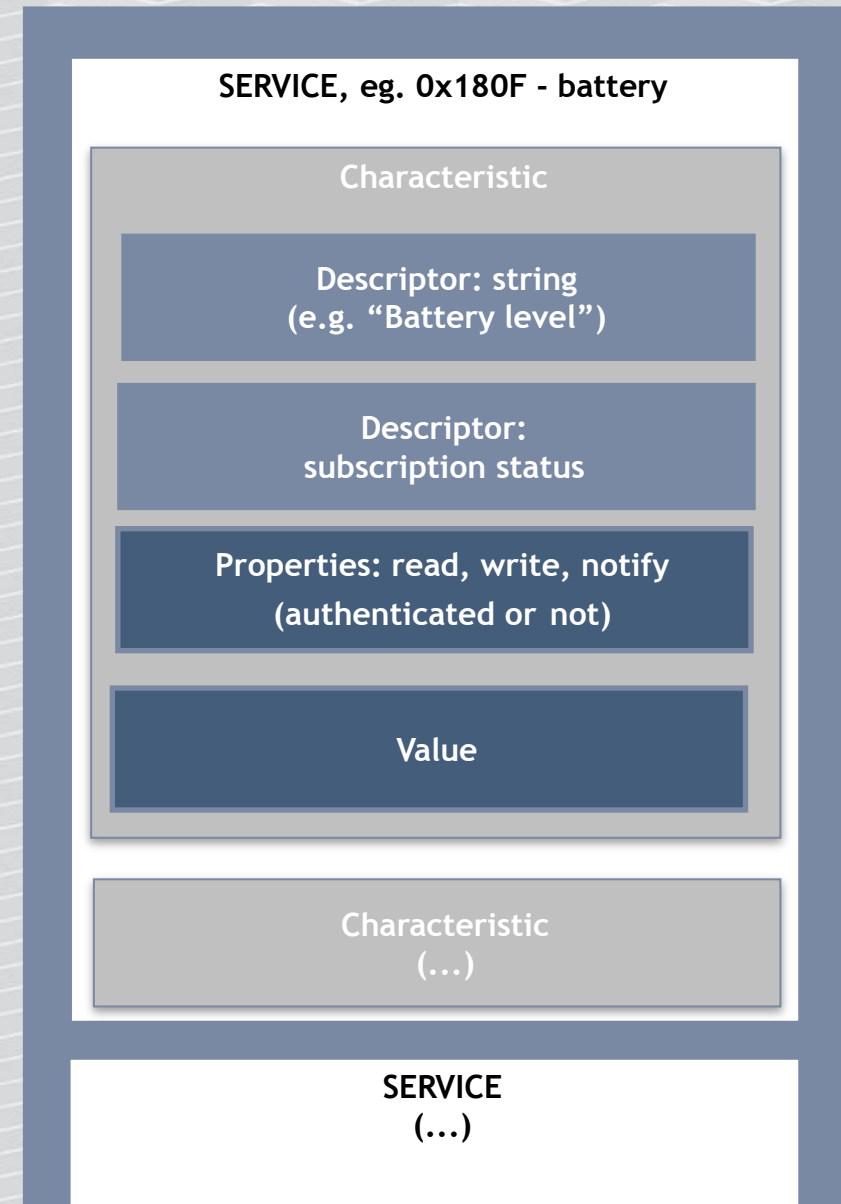 SERVICE, eg. 0x180F - battery
Characteristic
Descriptor: string
(e.g. “Battery level”)
Descriptor:
subscription status
Properties: read, write, notify
(authenticated or not)
Value
Characteristic
(...)
SERVICE
(...)